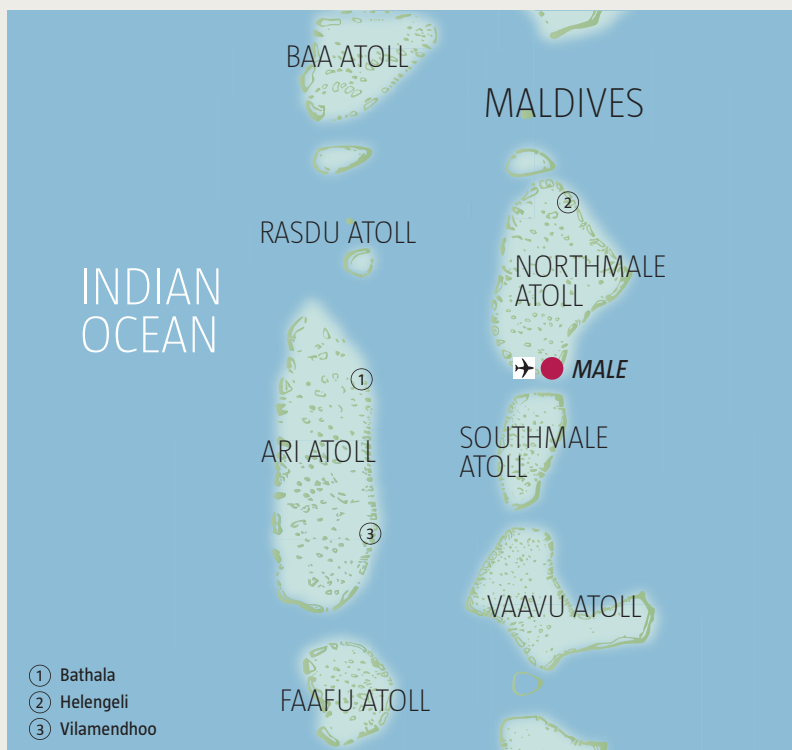 BAA ATOLL
MALDIVES
2
RASDU ATOLL
NORTHMALE
ATOLL
INDIAN
OCEAN
MALE
1
SOUTHMALE
ATOLL
ARI ATOLL
3
VAAVU ATOLL
FAAFU ATOLL
1 Bathala
2 Helengeli
3 Vilamendhoo